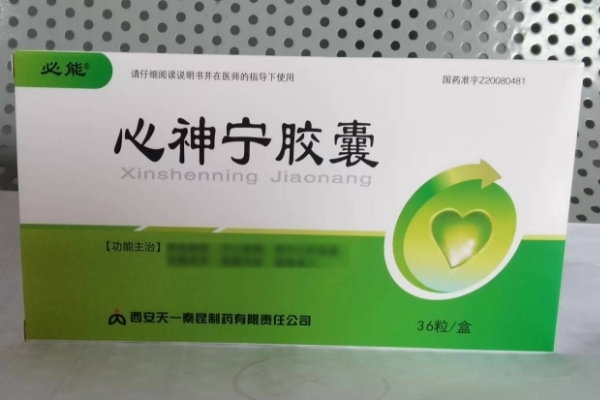 必能®
请仔细阅读说明书并在医师的指导下使用
国药准字Z20080481
心神宁胶囊
Xinshenning Jiaonang
【功能主治】
西安天一秦昆制药有限责任公司
36粒/盒